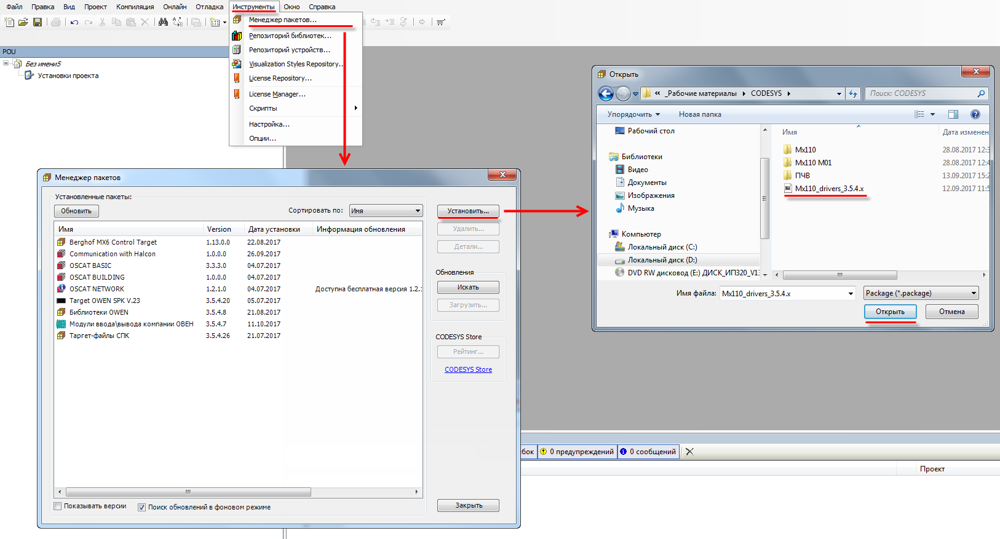 Файл Правка Вид Проект Компиляция Онлайн Отладка Инструменты Окно Справка
Менеджер пакетов...
Репозиторий библиотек...
Репозиторий устройств...
Visualization Styles Repository...
License Repository...
License Manager...
Скрипты
Настройка...
Опции...
POU
Без имени5
Установки проекта
Менеджер пакетов
Установленные пакеты:
Обновить
Сортировать по: Имя
Имя Version Дата установки Информация обновления
Berghof MX6 Control Target 1.13.0.0 22.08.2017
Communication with Halcon 1.0.0.0 26.09.2017
OSCAT BASIC 3.3.3.0 04.07.2017
OSCAT BUILDING 1.0.0.0 04.07.2017
OSCAT NETWORK 1.2.1.0 04.07.2017 Доступна бесплатная версия 1.2.
Target OWEN SPK V.23 3.5.4.20 05.07.2017
Библиотеки OWEN 3.5.4.8 21.08.2017
Модули ввода\вывода компании ОВЕН 3.5.4.7 11.10.2017
Таргет-файлы СПК 3.5.4.26 21.07.2017
Показывать версии Поиск обновлений в фоновом режиме
Установить...
Удалить...
Детали...
Обновления
Искать
Загрузить...
CODESYS Store
Рейтинг...
CODESYS Store
Закрыть
Открыть
« _Рабочие материалы CODESYS Поиск: CODESYS
Упорядочить Новая папка
Рабочий стол
Библиотеки
Видео
Документы
Изображения
Музыка
Компьютер
Локальный диск (C:)
Локальный диск (D:)
DVD RW дисковод (E:) ДИСК_ИП320_V1
Имя Дата изменен
Mx110 28.08.2017 12:3
Mx110 M01 28.08.2017 12:4
ПЧВ 13.09.2017 15:2
Mx110_drivers_3.5.4.x 12.09.2017 11:5
Имя файла: Mx110_drivers_3.5.4.x Package (*.package)
Открыть Отмена
бок 0 предупреждений 0 сообщений
Проект